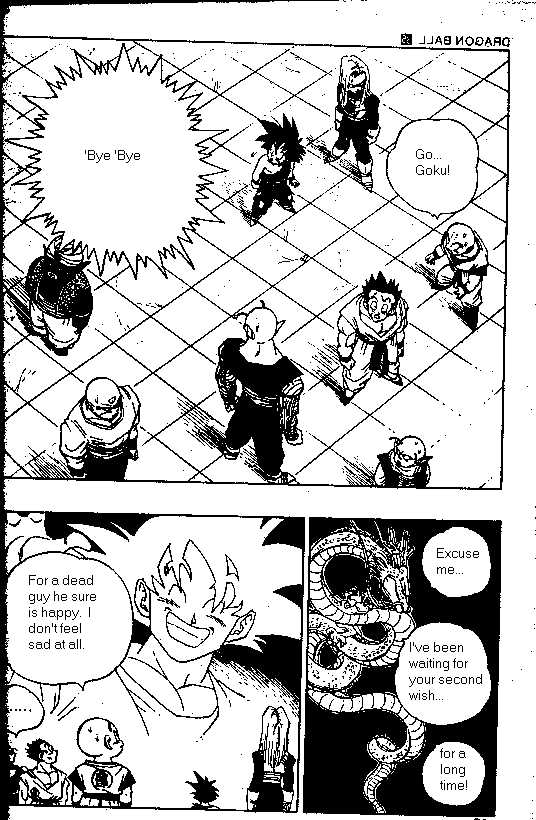 DRAGON BALL
'Bye 'Bye
Go...
Goku!
For a dead
guy he sure
is happy. I
don't feel
sad at all.
....
Excuse
me...
I've been
waiting for
your second
wish...
for a
long
time!